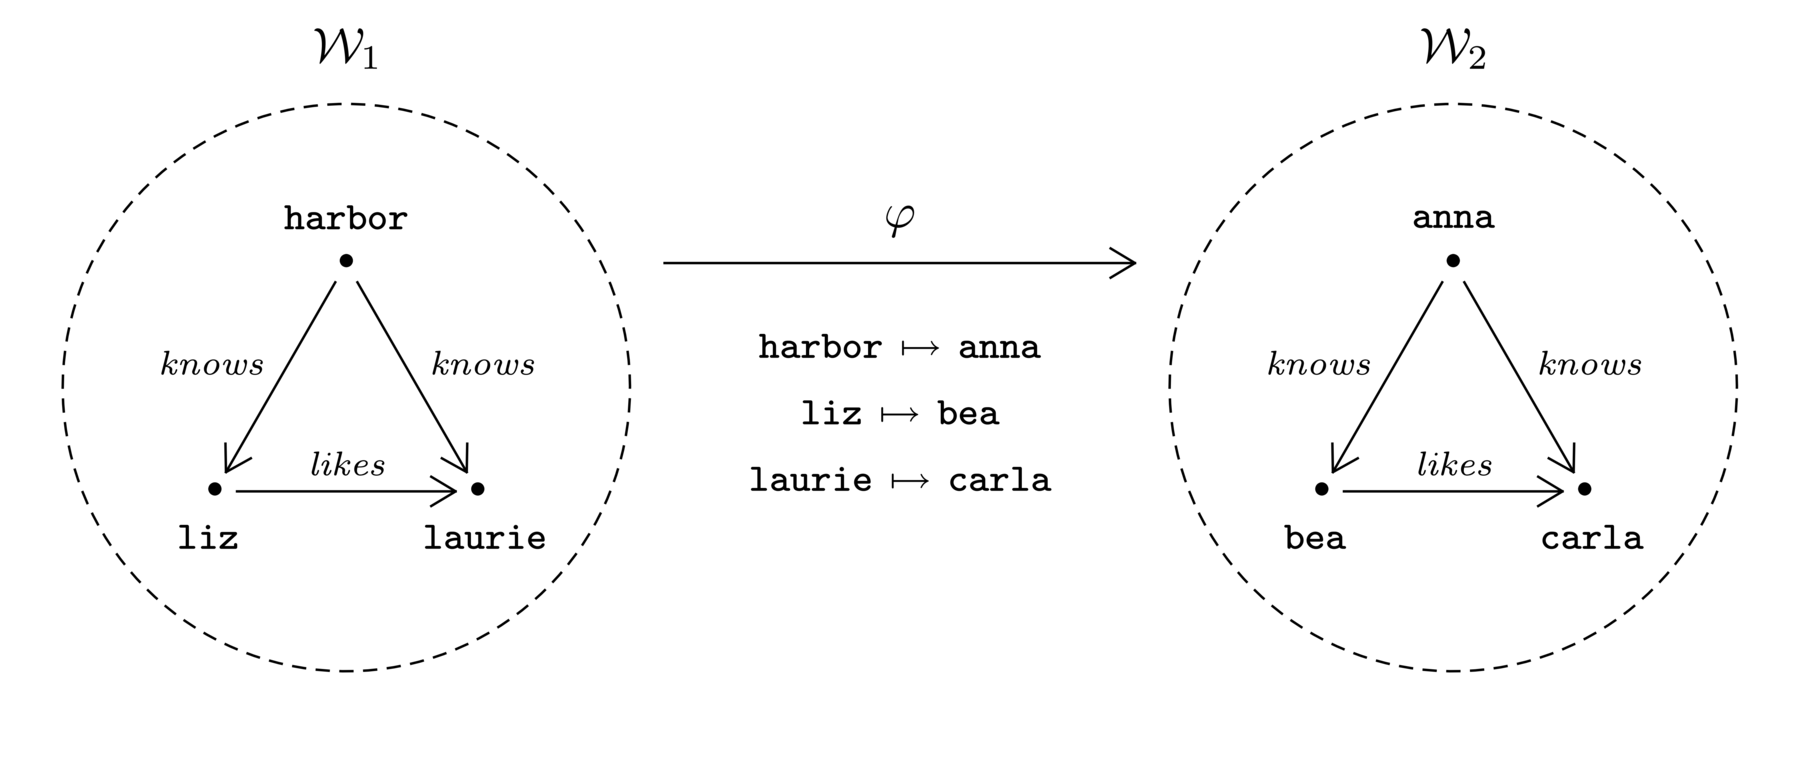 𝒲₁
𝒲₂
harbor
φ
anna
knows
knows
harbor ⟼ anna
knows
knows
liz ⟼ bea
likes
laurie ⟼ carla
likes
liz
laurie
bea
carla